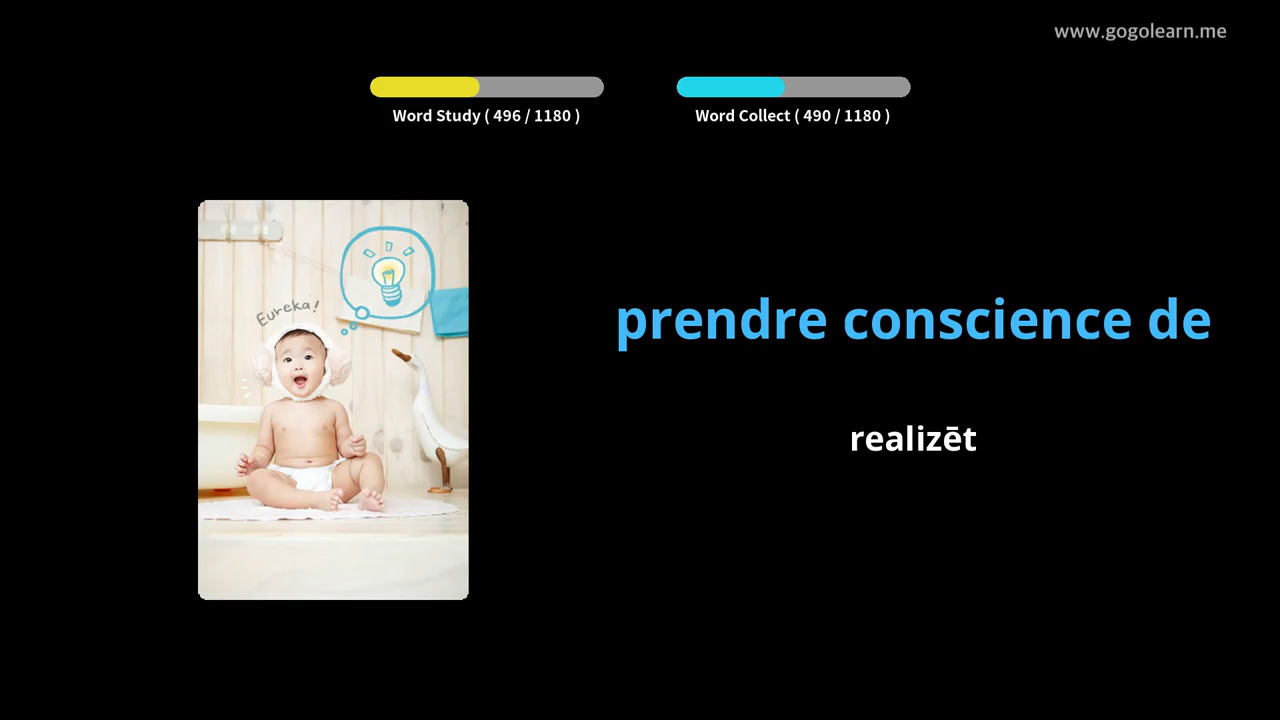 www.gogolearn.me
Word Study ( 496 / 1180 )
Word Collect ( 490 / 1180 )
Eureka!
prendre conscience de
realizēt